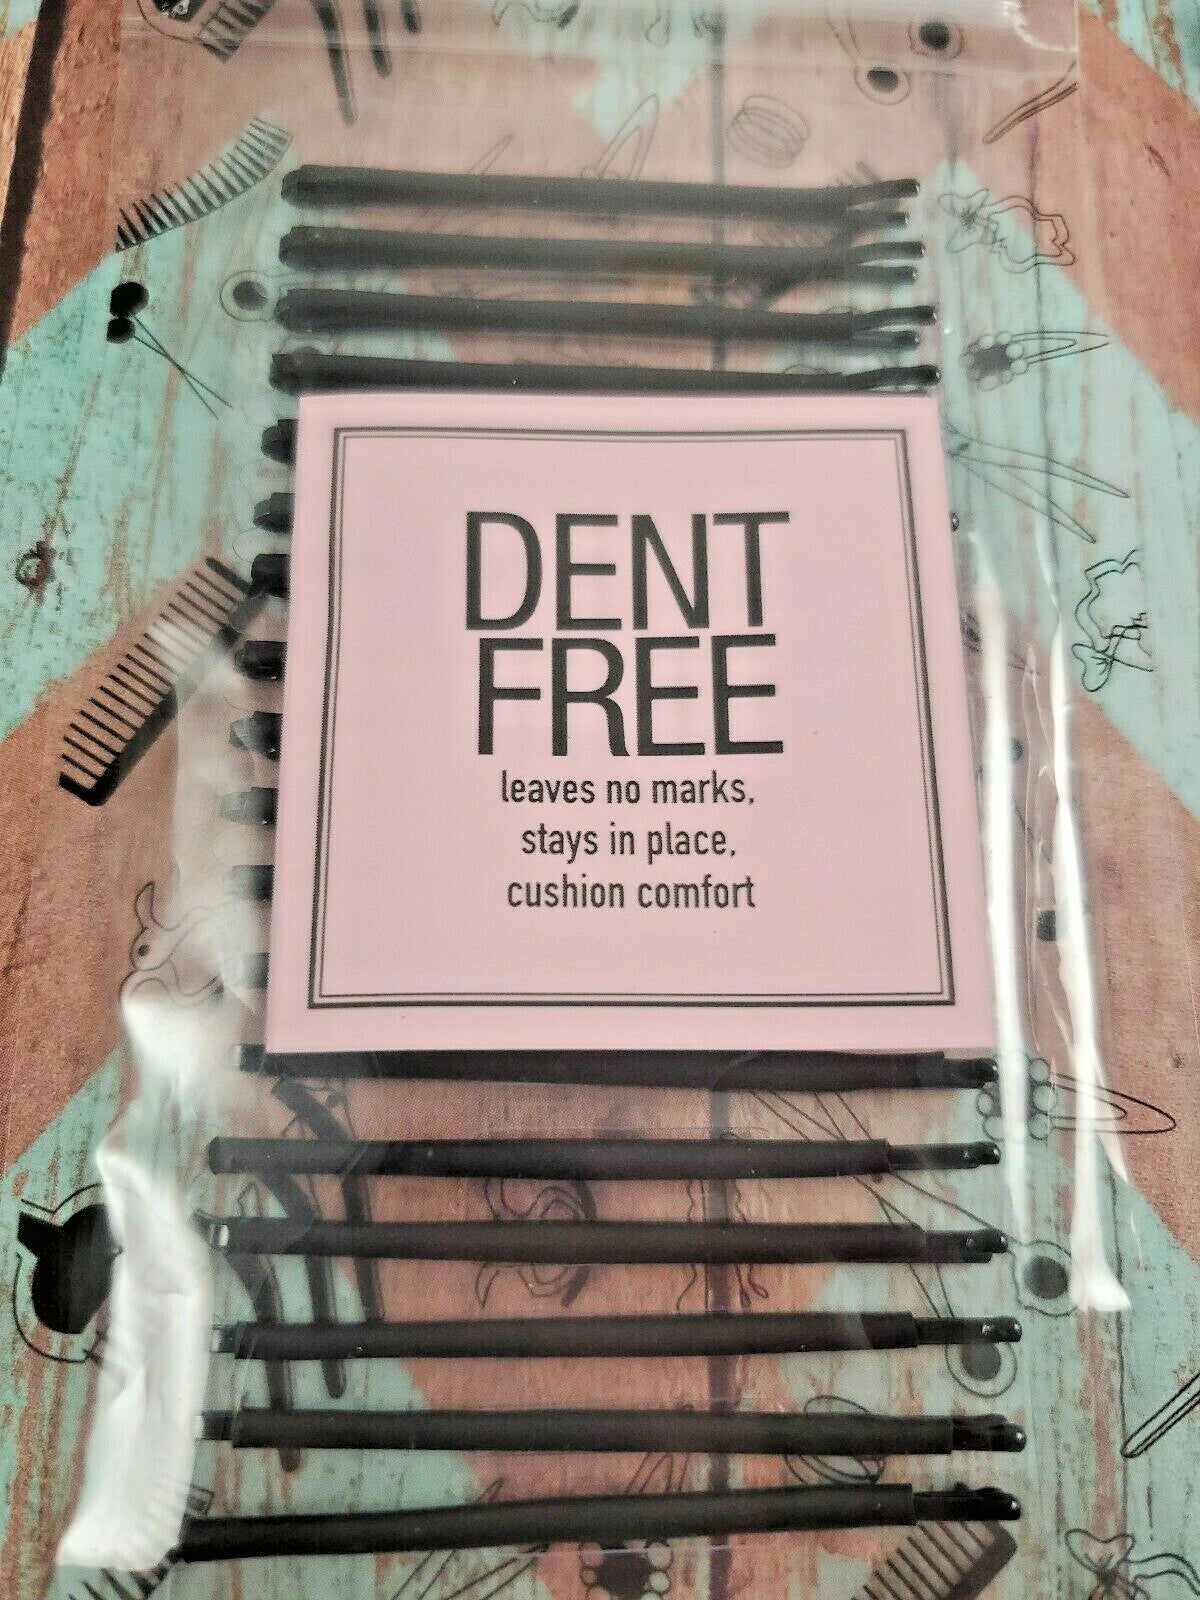 DENT
FREE
leaves no marks,
stays in place,
cushion comfort